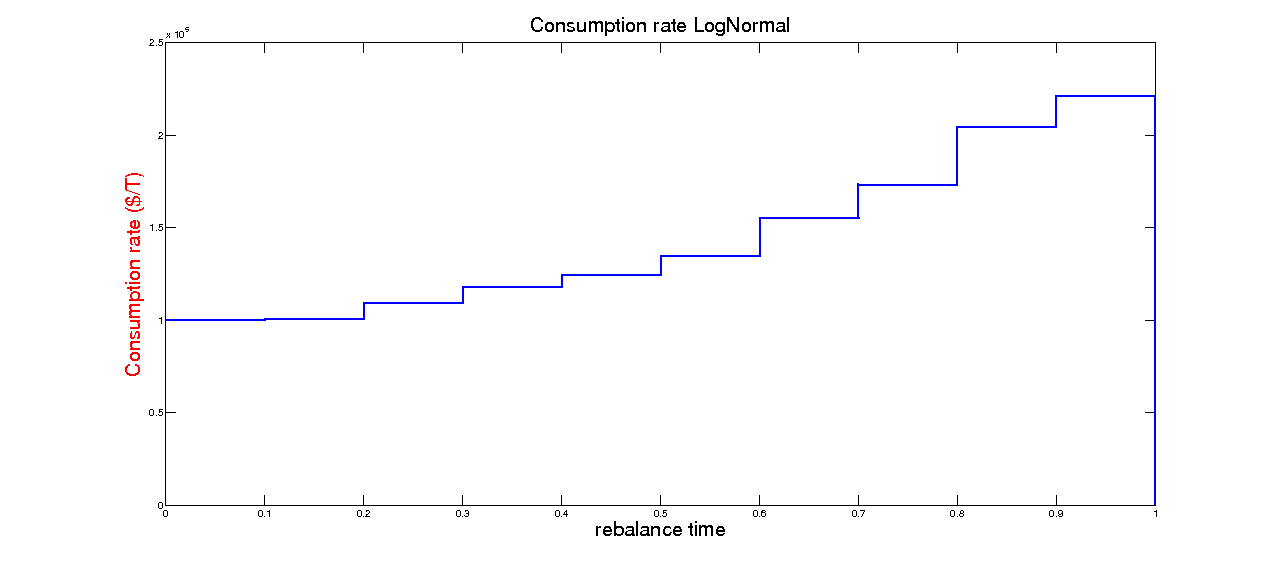 Consumption rate LogNormal
x 10^5
2.5
2
1.5
1
0.5
0
Consumption rate ($/T)
0 0.1 0.2 0.3 0.4 0.5 0.6 0.7 0.8 0.9 1
rebalance time